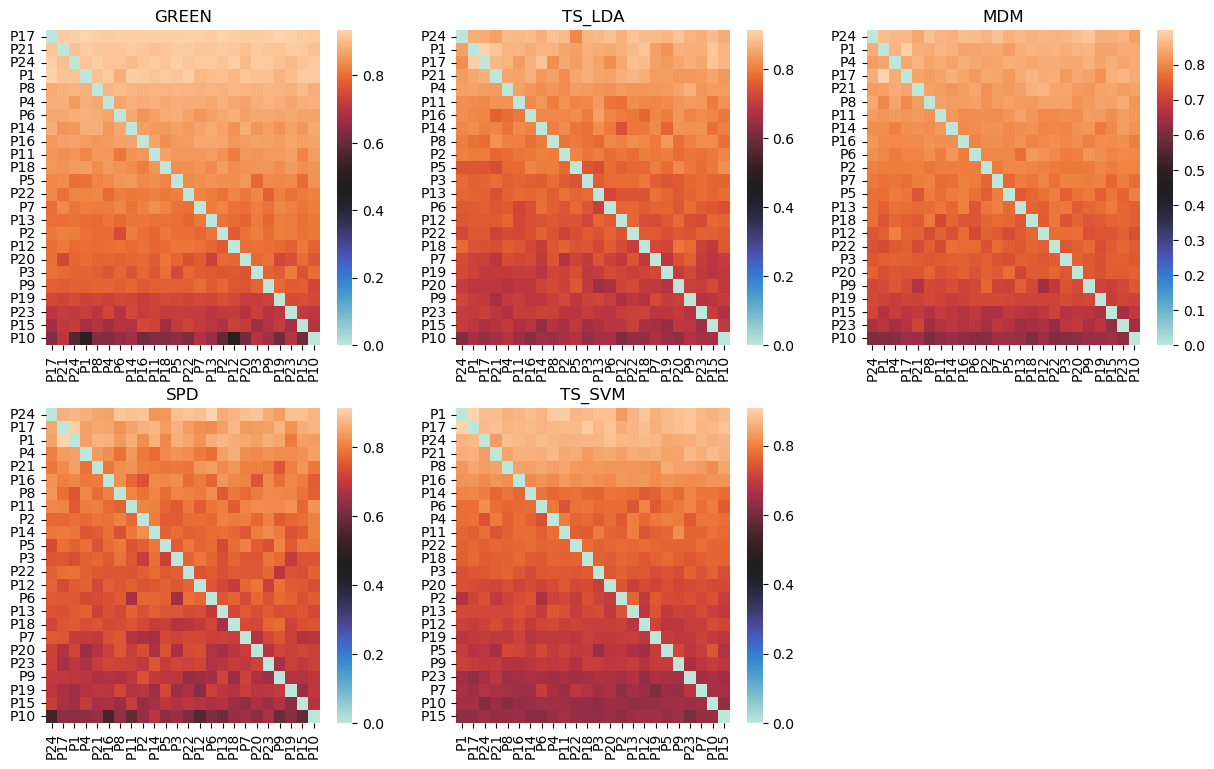 GREEN
P17
P21
P24
P1
P8
P4
P6
P14
P16
P11
P18
P5
P22
P7
P13
P2
P12
P20
P3
P9
P19
P23
P15
P10
P17 P21 P24 P1 P8 P4 P6 P14 P16 P11 P18 P5 P22 P7 P13 P2 P12 P20 P3 P9 P19 P23 P15 P10
0.8
0.6
0.4
0.2
0.0
TS_LDA
P24
P1
P17
P21
P4
P11
P16
P14
P8
P2
P5
P3
P13
P6
P12
P22
P18
P7
P19
P20
P9
P23
P15
P10
P24 P1 P17 P21 P4 P11 P16 P14 P8 P2 P5 P3 P13 P6 P12 P22 P18 P7 P19 P20 P9 P23 P15 P10
0.8
0.6
0.4
0.2
0.0
MDM
P24
P1
P4
P17
P21
P8
P11
P14
P16
P6
P2
P7
P5
P13
P18
P12
P22
P3
P20
P9
P19
P15
P23
P10
P24 P1 P4 P17 P21 P8 P11 P14 P16 P6 P2 P7 P5 P13 P18 P12 P22 P3 P20 P9 P19 P15 P23 P10
0.8
0.7
0.6
0.5
0.4
0.3
0.2
0.1
0.0
SPD
P24
P17
P1
P4
P21
P16
P8
P11
P2
P14
P5
P3
P22
P12
P6
P13
P18
P7
P20
P23
P9
P19
P15
P10
P24 P17 P1 P4 P21 P16 P8 P11 P2 P14 P5 P3 P22 P12 P6 P13 P18 P7 P20 P23 P9 P19 P15 P10
0.8
0.6
0.4
0.2
0.0
TS_SVM
P1
P17
P24
P21
P8
P16
P14
P6
P4
P11
P22
P18
P3
P20
P2
P13
P12
P19
P5
P9
P23
P7
P10
P15
P1 P17 P24 P21 P8 P16 P14 P6 P4 P11 P22 P18 P3 P20 P2 P13 P12 P19 P5 P9 P23 P7 P10 P15
0.8
0.6
0.4
0.2
0.0